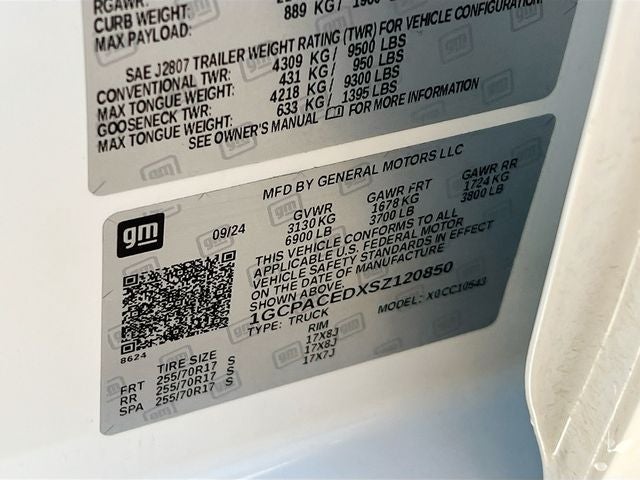 RGAWR:
CURB WEIGHT: 889 KG/
MAX PAYLOAD:
SAE J2807 TRAILER WEIGHT RATING (TWR) FOR VEHICLE CONFIGURATION.
CONVENTIONAL TWR: 4309 KG/ 9500 LBS
MAX TONGUE WEIGHT: 431 KG/ 950 LBS
GOOSENECK TWR: 4218 KG/ 9300 LBS
MAX TONGUE WEIGHT: 633 KG/ 1395 LBS
SEE OWNER'S MANUAL FOR MORE INFORMATION
MFD BY GENERAL MOTORS LLC
gm 09/24 GVWR GAWR FRT GAWR RR
3130 KG 1678 KG 1724 KG
6900 LB 3700 LB 3800 LB
THIS VEHICLE CONFORMS TO ALL
APPLICABLE U.S. FEDERAL MOTOR
VEHICLE SAFETY STANDARDS IN EFFECT
ON THE DATE OF MANUFACTURE
1GCPACEDXSZ120850
TYPE: TRUCK MODEL: X0CC10543
8624
TIRE SIZE RIM
FRT 255/70R17 S 17X8J
RR 255/70R17 S 17X8J
SPA 255/70R17 S 17X7J